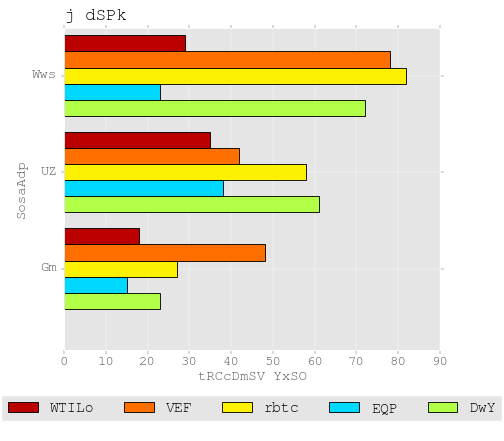 j dSPk
Wws
UZ
Gm
SosaAdp
0 10 20 30 40 50 60 70 80 90
tRCcDmSV YxSO
WTILo VEF rbtc EQP DwY